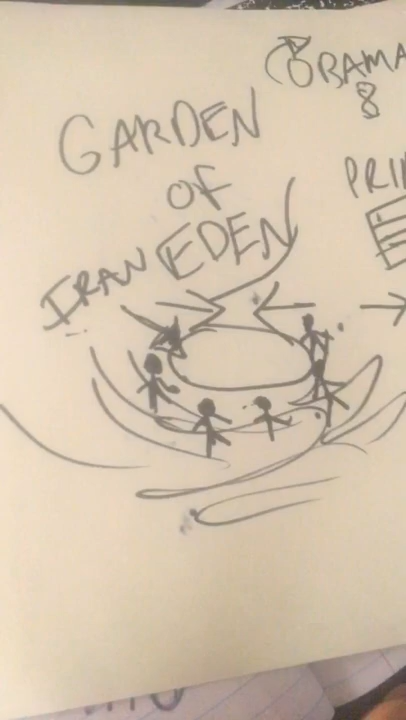 OBAMA
8
GARDEN
OF
EDEN
IRAN
PRI